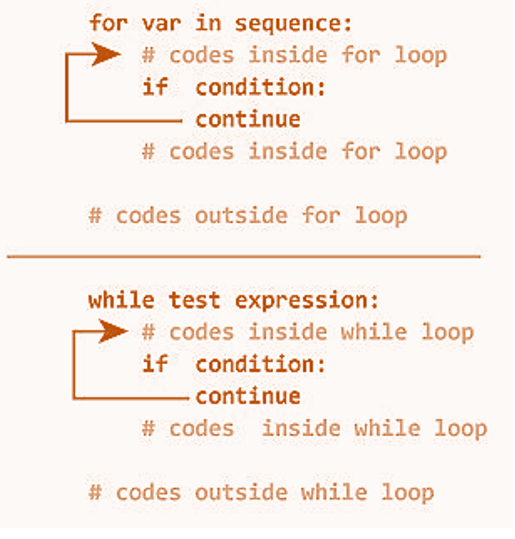 for var in sequence:
# codes inside for loop
if  condition:
continue
# codes inside for loop
# codes outside for loop
while test expression:
# codes inside while loop
if  condition:
continue
# codes  inside while loop
# codes outside while loop